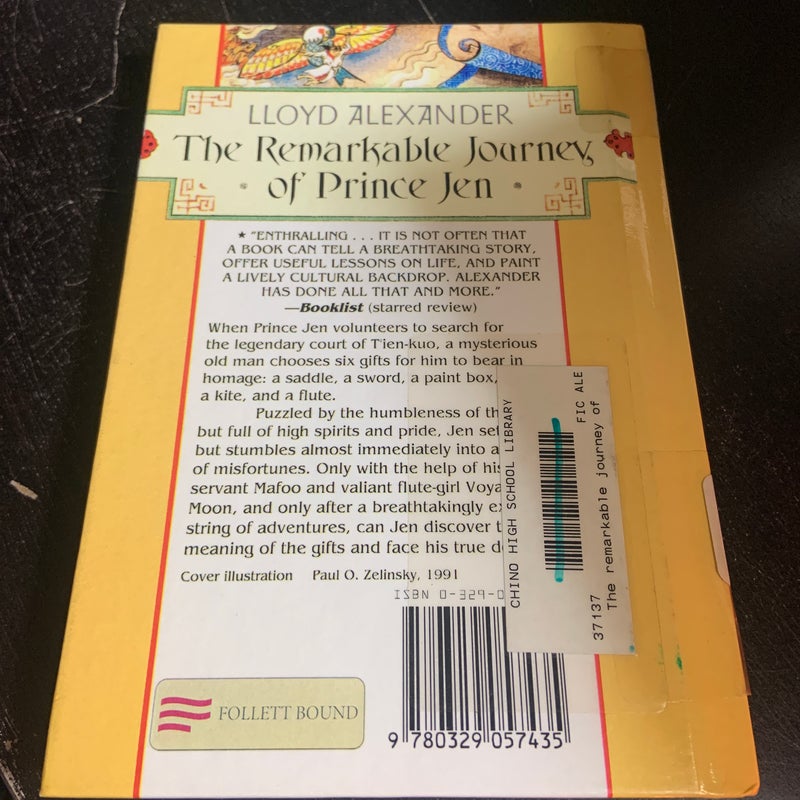 LLOYD ALEXANDER
The Remarkable Journey
of Prince Jen
★ "ENTHRALLING . . . IT IS NOT OFTEN THAT
A BOOK CAN TELL A BREATHTAKING STORY,
OFFER USEFUL LESSONS ON LIFE, AND PAINT
A LIVELY CULTURAL BACKDROP. ALEXANDER
HAS DONE ALL THAT AND MORE."
—Booklist (starred review)
When Prince Jen volunteers to search for
the legendary court of T'ien-kuo, a mysterious
old man chooses six gifts for him to bear in
homage: a saddle, a sword, a paint box,
a kite, and a flute.
Puzzled by the humbleness of th
but full of high spirits and pride, Jen set
but stumbles almost immediately into a
of misfortunes. Only with the help of his
servant Mafoo and valiant flute-girl Voya
Moon, and only after a breathtakingly ex
string of adventures, can Jen discover t
meaning of the gifts and face his true d
Cover illustration Paul O. Zelinsky, 1991
ISBN 0-329-0
9 780329 057435
FOLLETT BOUND
CHINO HIGH SCHOOL LIBRARY
FIC ALE
37137
The remarkable journey of